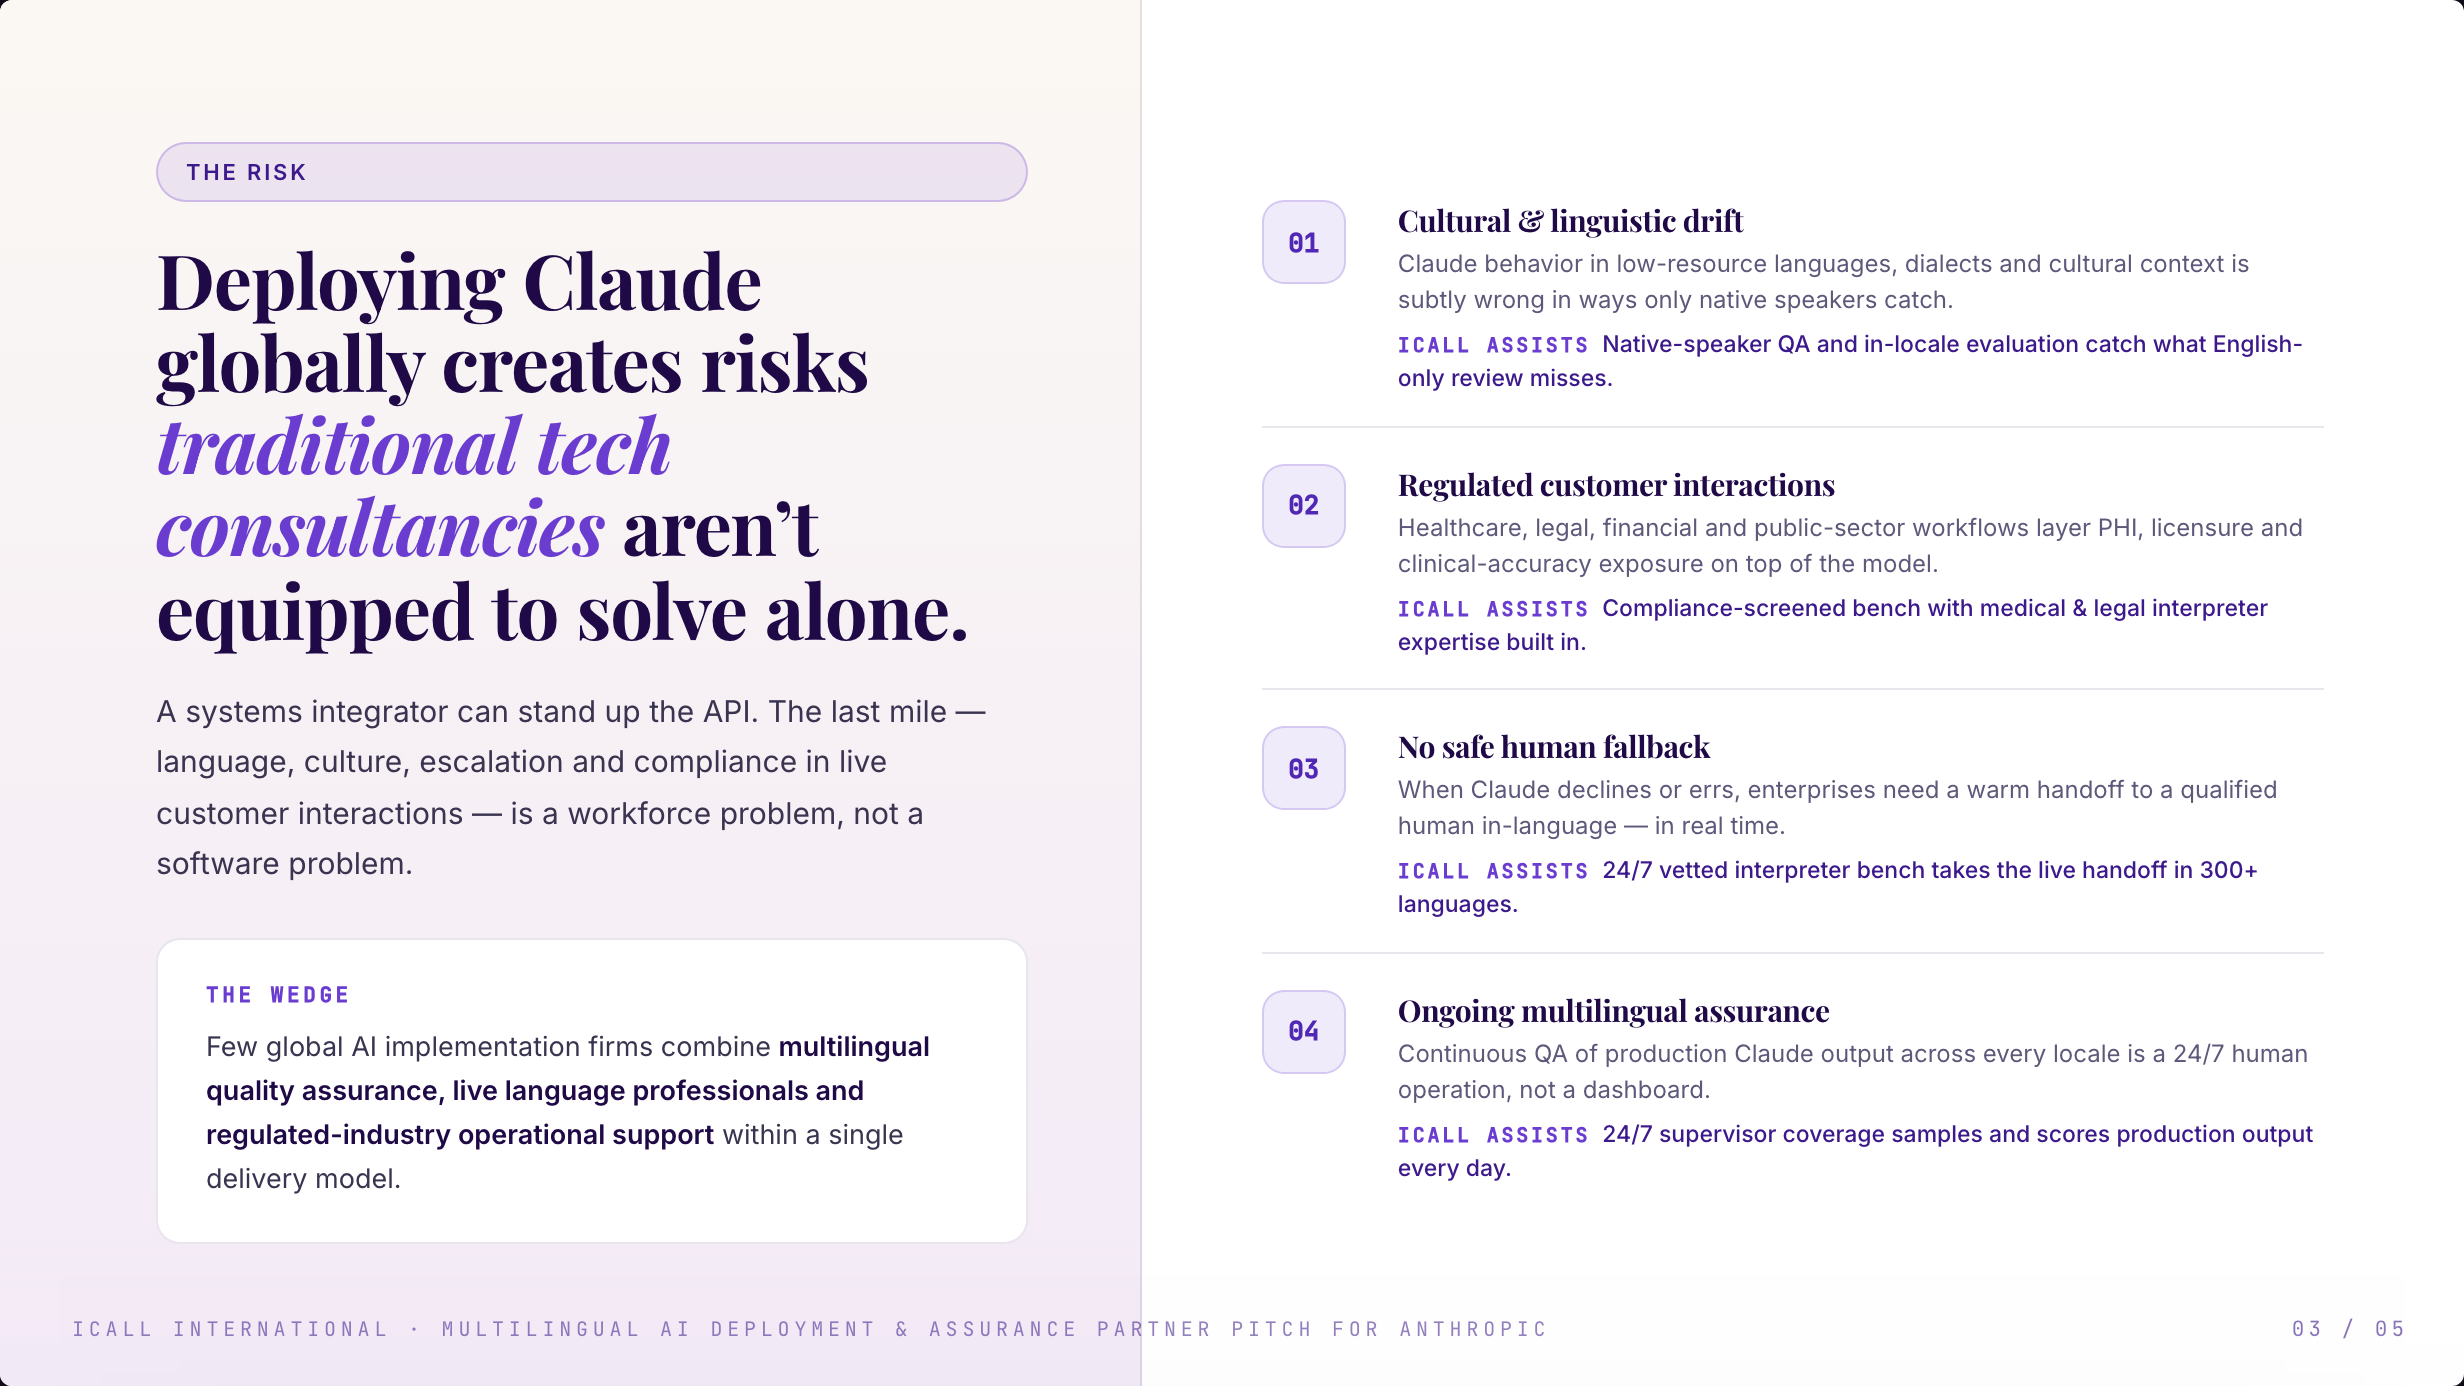 THE RISK
Deploying Claude
globally creates risks
traditional tech
consultancies aren’t
equipped to solve alone.
A systems integrator can stand up the API. The last mile —
language, culture, escalation and compliance in live
customer interactions — is a workforce problem, not a
software problem.
THE WEDGE
Few global AI implementation firms combine multilingual
quality assurance, live language professionals and
regulated-industry operational support within a single
delivery model.
01
Cultural & linguistic drift
Claude behavior in low-resource languages, dialects and cultural context is
subtly wrong in ways only native speakers catch.
ICALL ASSISTS Native-speaker QA and in-locale evaluation catch what English-
only review misses.
02
Regulated customer interactions
Healthcare, legal, financial and public-sector workflows layer PHI, licensure and
clinical-accuracy exposure on top of the model.
ICALL ASSISTS Compliance-screened bench with medical & legal interpreter
expertise built in.
03
No safe human fallback
When Claude declines or errs, enterprises need a warm handoff to a qualified
human in-language — in real time.
ICALL ASSISTS 24/7 vetted interpreter bench takes the live handoff in 300+
languages.
04
Ongoing multilingual assurance
Continuous QA of production Claude output across every locale is a 24/7 human
operation, not a dashboard.
ICALL ASSISTS 24/7 supervisor coverage samples and scores production output
every day.
ICALL INTERNATIONAL · MULTILINGUAL AI DEPLOYMENT & ASSURANCE PARTNER PITCH FOR ANTHROPIC
03 / 05